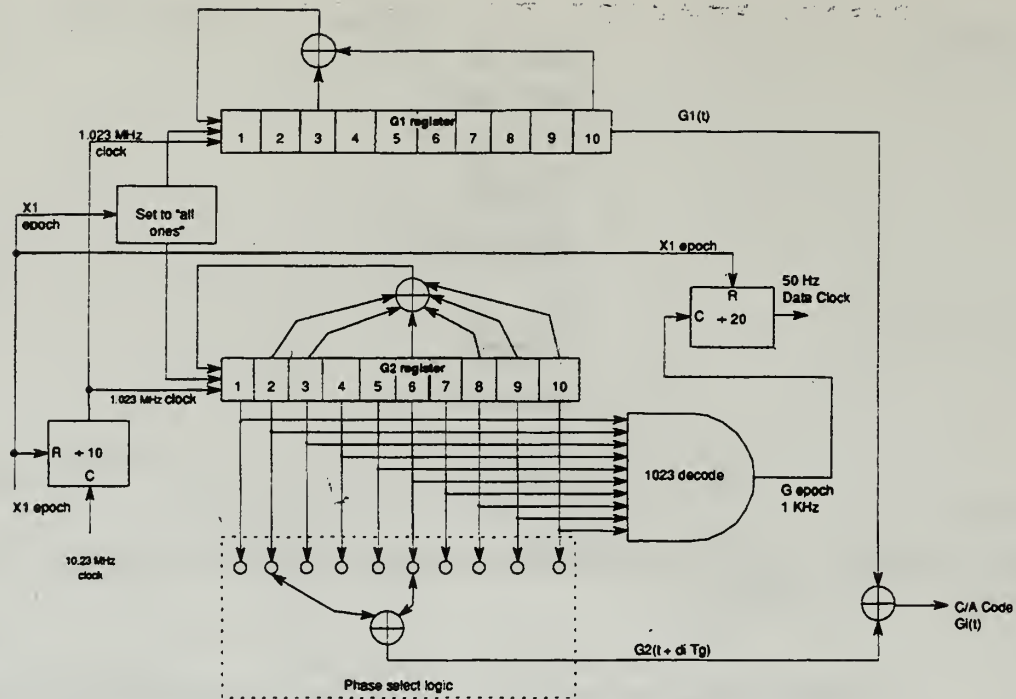 G1 register
1 2 3 4 5 6 7 8 9 10
G1(t)
1.023 MHz
clock
X1
epoch
Set to "all
ones"
X1 epoch
50 Hz
Data Clock
R
C ÷ 20
G2 register
1 2 3 4 5 6 7 8 9 10
1.023 MHz clock
R ÷ 10
C
1023 decode
G epoch
1 KHz
X1 epoch
10.23 MHz
clock
C/A Code
Gi(t)
G2(t + di Tg)
Phase select logic